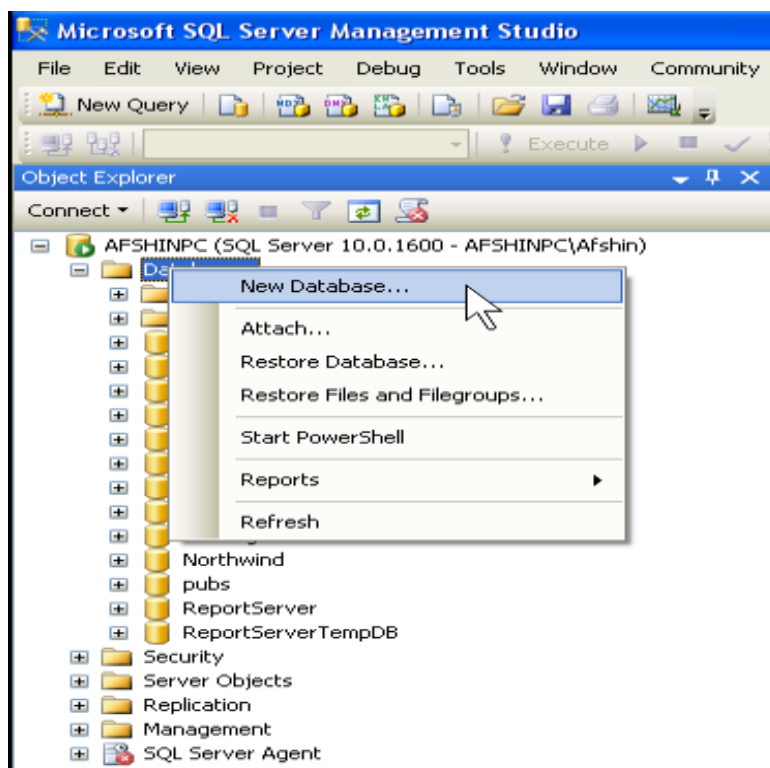 Microsoft SQL Server Management Studio
File Edit View Project Debug Tools Window Community
New Query Execute
Object Explorer
Connect
AFSHINPC (SQL Server 10.0.1600 - AFSHINPC\Afshin)
New Database...
Attach...
Restore Database...
Restore Files and Filegroups...
Start PowerShell
Reports
Refresh
Northwind
pubs
ReportServer
ReportServerTempDB
Security
Server Objects
Replication
Management
SQL Server Agent